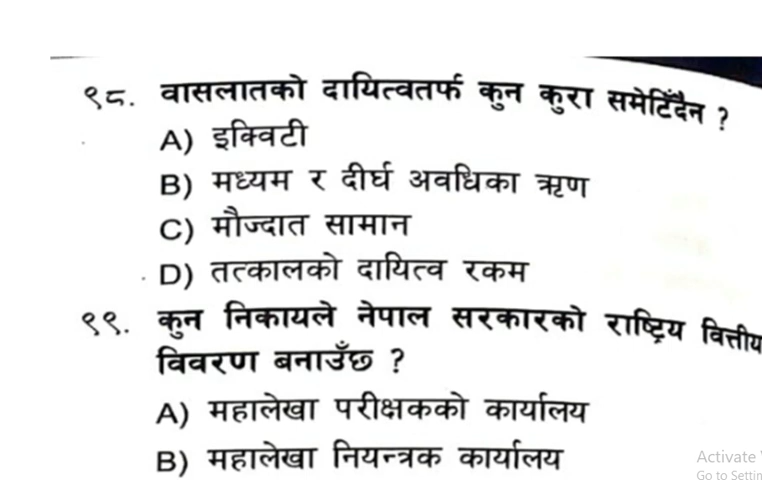 ९८. वासलातको दायित्वतर्फ कुन कुरा समेटिँदैन ?
A) इक्विटी
B) मध्यम र दीर्घ अवधिका ऋण
C) मौज्दात सामान
D) तत्कालको दायित्व रकम
९९. कुन निकायले नेपाल सरकारको राष्ट्रिय वित्तीय
विवरण बनाउँछ ?
A) महालेखा परीक्षकको कार्यालय
B) महालेखा नियन्त्रक कार्यालय
Activate
Go to Settin